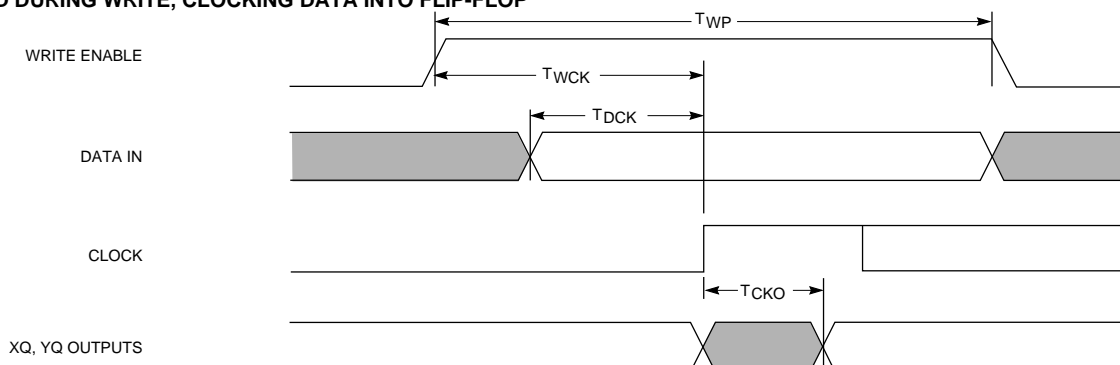 DURING WRITE, CLOCKING DATA INTO FLIP-FLOP
TWP
WRITE ENABLE
TWCK
TDCK
DATA IN
CLOCK
TCKO
XQ, YQ OUTPUTS